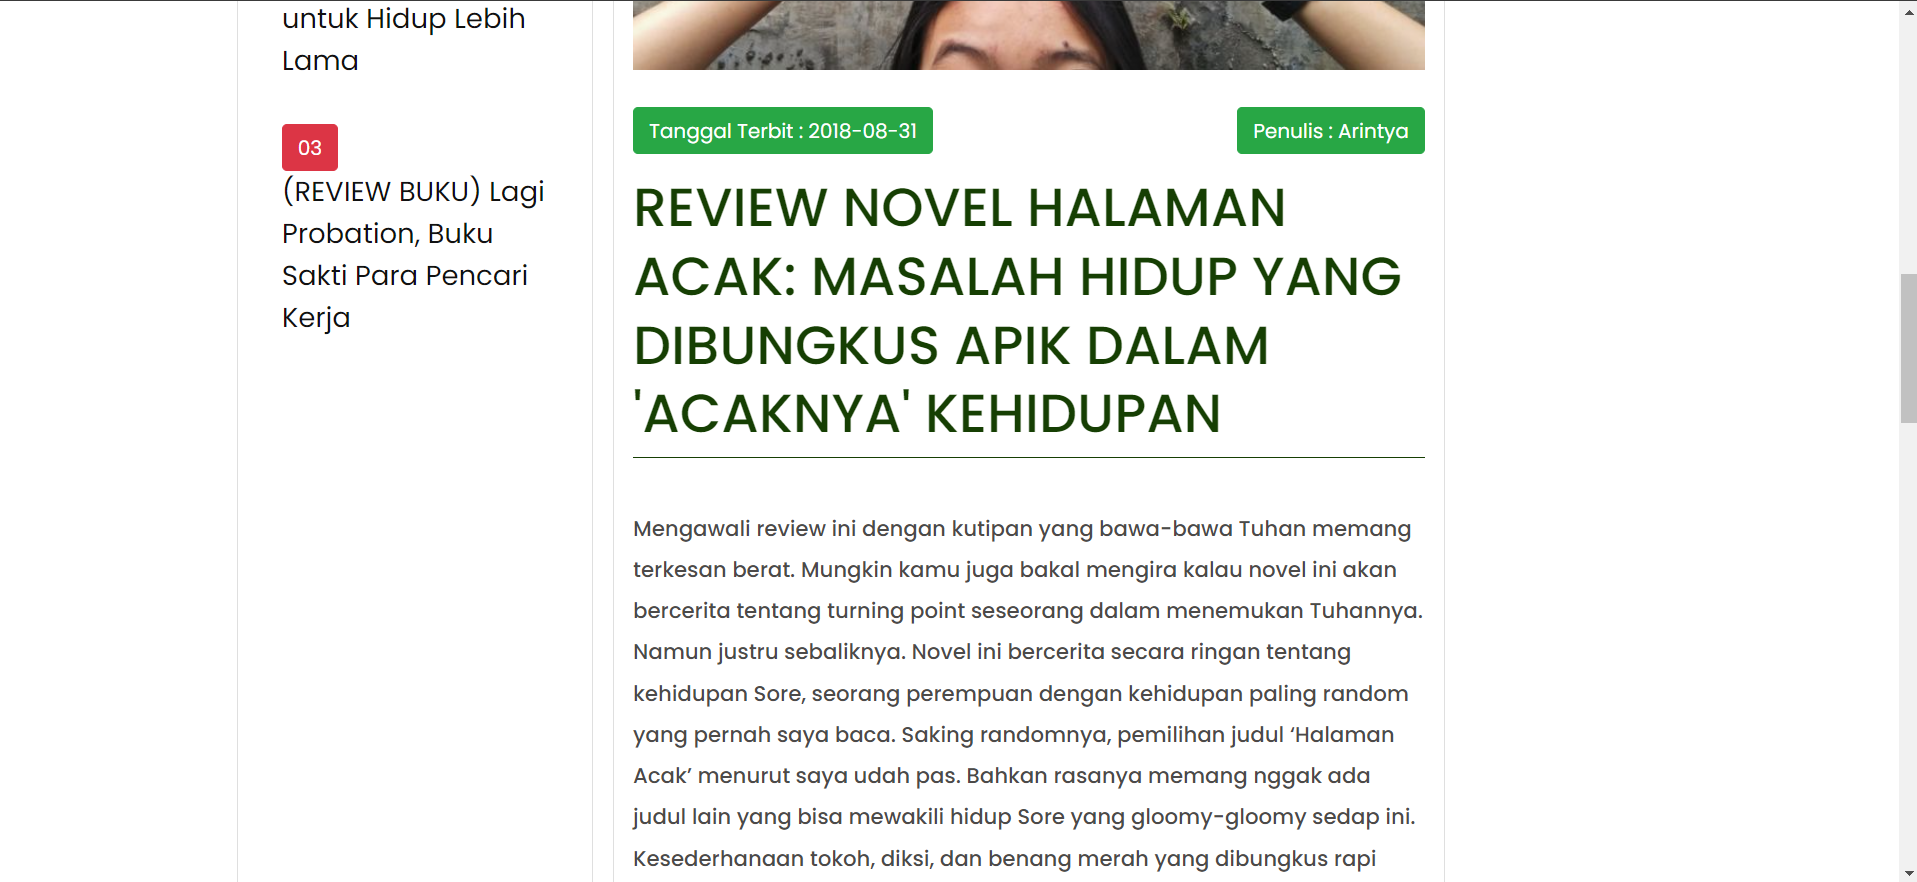 untuk Hidup Lebih
Lama
03
(REVIEW BUKU) Lagi
Probation, Buku
Sakti Para Pencari
Kerja
Tanggal Terbit : 2018-08-31
Penulis : Arintya
REVIEW NOVEL HALAMAN
ACAK: MASALAH HIDUP YANG
DIBUNGKUS APIK DALAM
'ACAKNYA' KEHIDUPAN
Mengawali review ini dengan kutipan yang bawa-bawa Tuhan memang
terkesan berat. Mungkin kamu juga bakal mengira kalau novel ini akan
bercerita tentang turning point seseorang dalam menemukan Tuhannya.
Namun justru sebaliknya. Novel ini bercerita secara ringan tentang
kehidupan Sore, seorang perempuan dengan kehidupan paling random
yang pernah saya baca. Saking randomnya, pemilihan judul ‘Halaman
Acak’ menurut saya udah pas. Bahkan rasanya memang nggak ada
judul lain yang bisa mewakili hidup Sore yang gloomy-gloomy sedap ini.
Kesederhanaan tokoh, diksi, dan benang merah yang dibungkus rapi